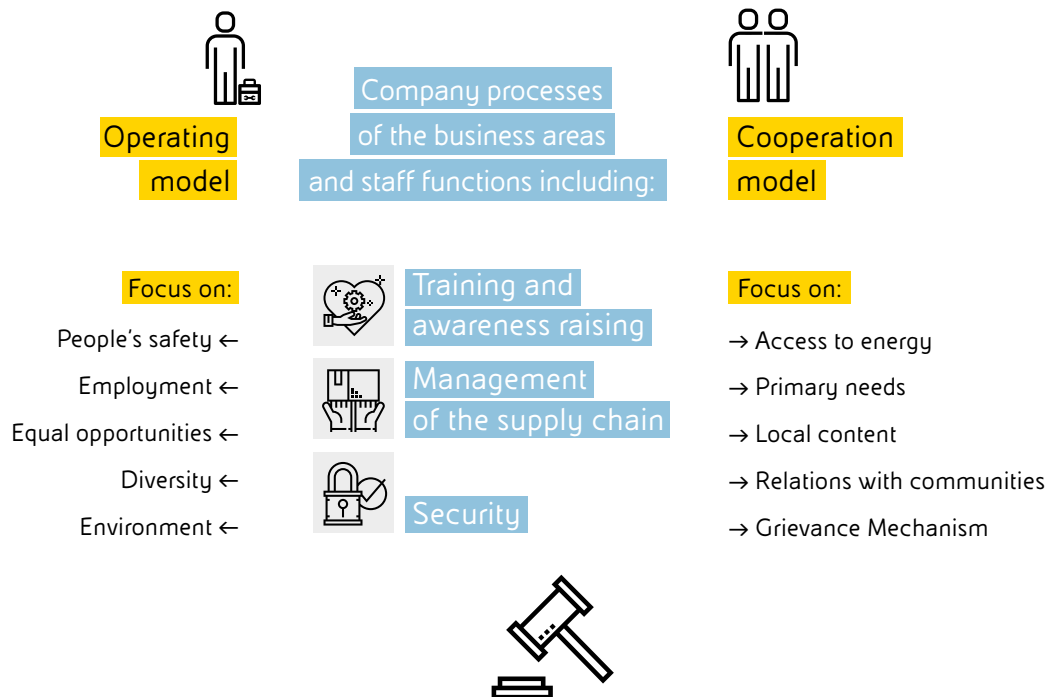 Operating
model
Company processes
of the business areas
and staff functions including:
Cooperation
model
Focus on:
People's safety ←
Employment ←
Equal opportunities ←
Diversity ←
Environment ←
Training and
awareness raising
Management
of the supply chain
Security
Focus on:
→ Access to energy
→ Primary needs
→ Local content
→ Relations with communities
→ Grievance Mechanism